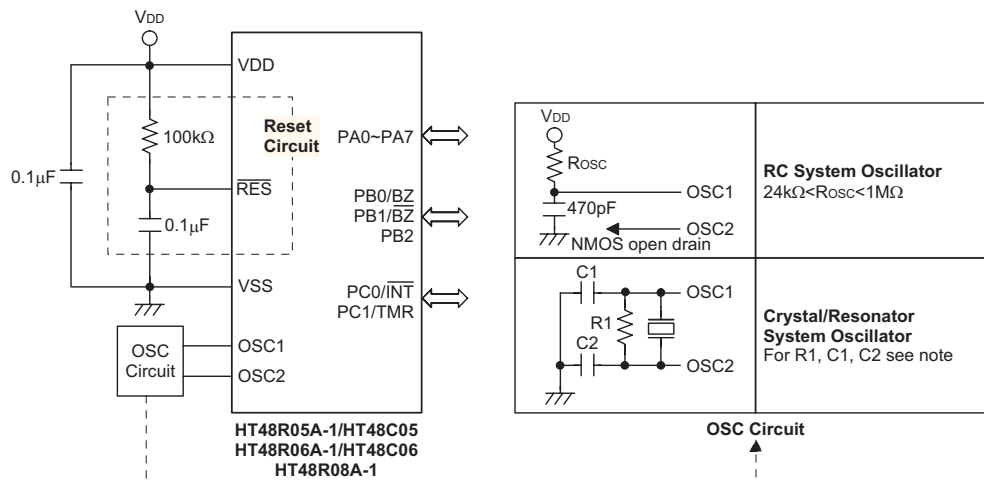 VDD
VDD
Reset
Circuit
100kΩ
PA0~PA7
0.1μF
R̅E̅S̅
0.1μF
PB0/BZ
PB1/B̅Z̅
PB2
VSS
PC0/I̅N̅T̅
PC1/TMR
OSC
Circuit
OSC1
OSC2
HT48R05A-1/HT48C05
HT48R06A-1/HT48C06
HT48R08A-1
VDD
ROSC
OSC1
470pF
OSC2
NMOS open drain
RC System Oscillator
24kΩ<ROSC<1MΩ
C1
OSC1
R1
C2
OSC2
Crystal/Resonator
System Oscillator
For R1, C1, C2 see note
OSC Circuit